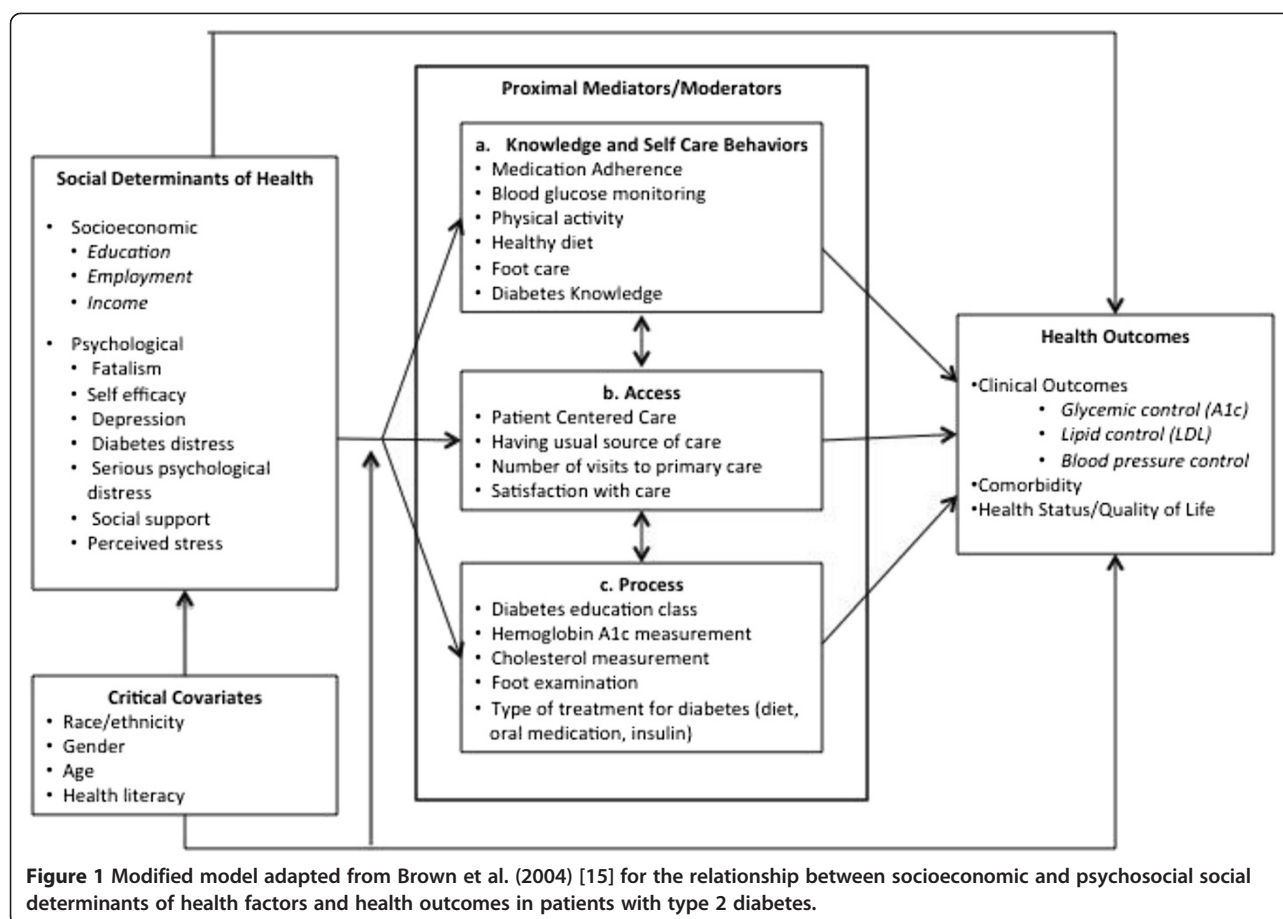 Proximal Mediators/Moderators
Social Determinants of Health
• Socioeconomic
• Education
• Employment
• Income
• Psychological
• Fatalism
• Self efficacy
• Depression
• Diabetes distress
• Serious psychological
distress
• Social support
• Perceived stress
Critical Covariates
• Race/ethnicity
• Gender
• Age
• Health literacy
a. Knowledge and Self Care Behaviors
• Medication Adherence
• Blood glucose monitoring
• Physical activity
• Healthy diet
• Foot care
• Diabetes Knowledge
b. Access
• Patient Centered Care
• Having usual source of care
• Number of visits to primary care
• Satisfaction with care
c. Process
• Diabetes education class
• Hemoglobin A1c measurement
• Cholesterol measurement
• Foot examination
• Type of treatment for diabetes (diet,
oral medication, insulin)
Health Outcomes
•Clinical Outcomes
• Glycemic control (A1c)
• Lipid control (LDL)
• Blood pressure control
•Comorbidity
•Health Status/Quality of Life
Figure 1 Modified model adapted from Brown et al. (2004) [15] for the relationship between socioeconomic and psychosocial social
determinants of health factors and health outcomes in patients with type 2 diabetes.